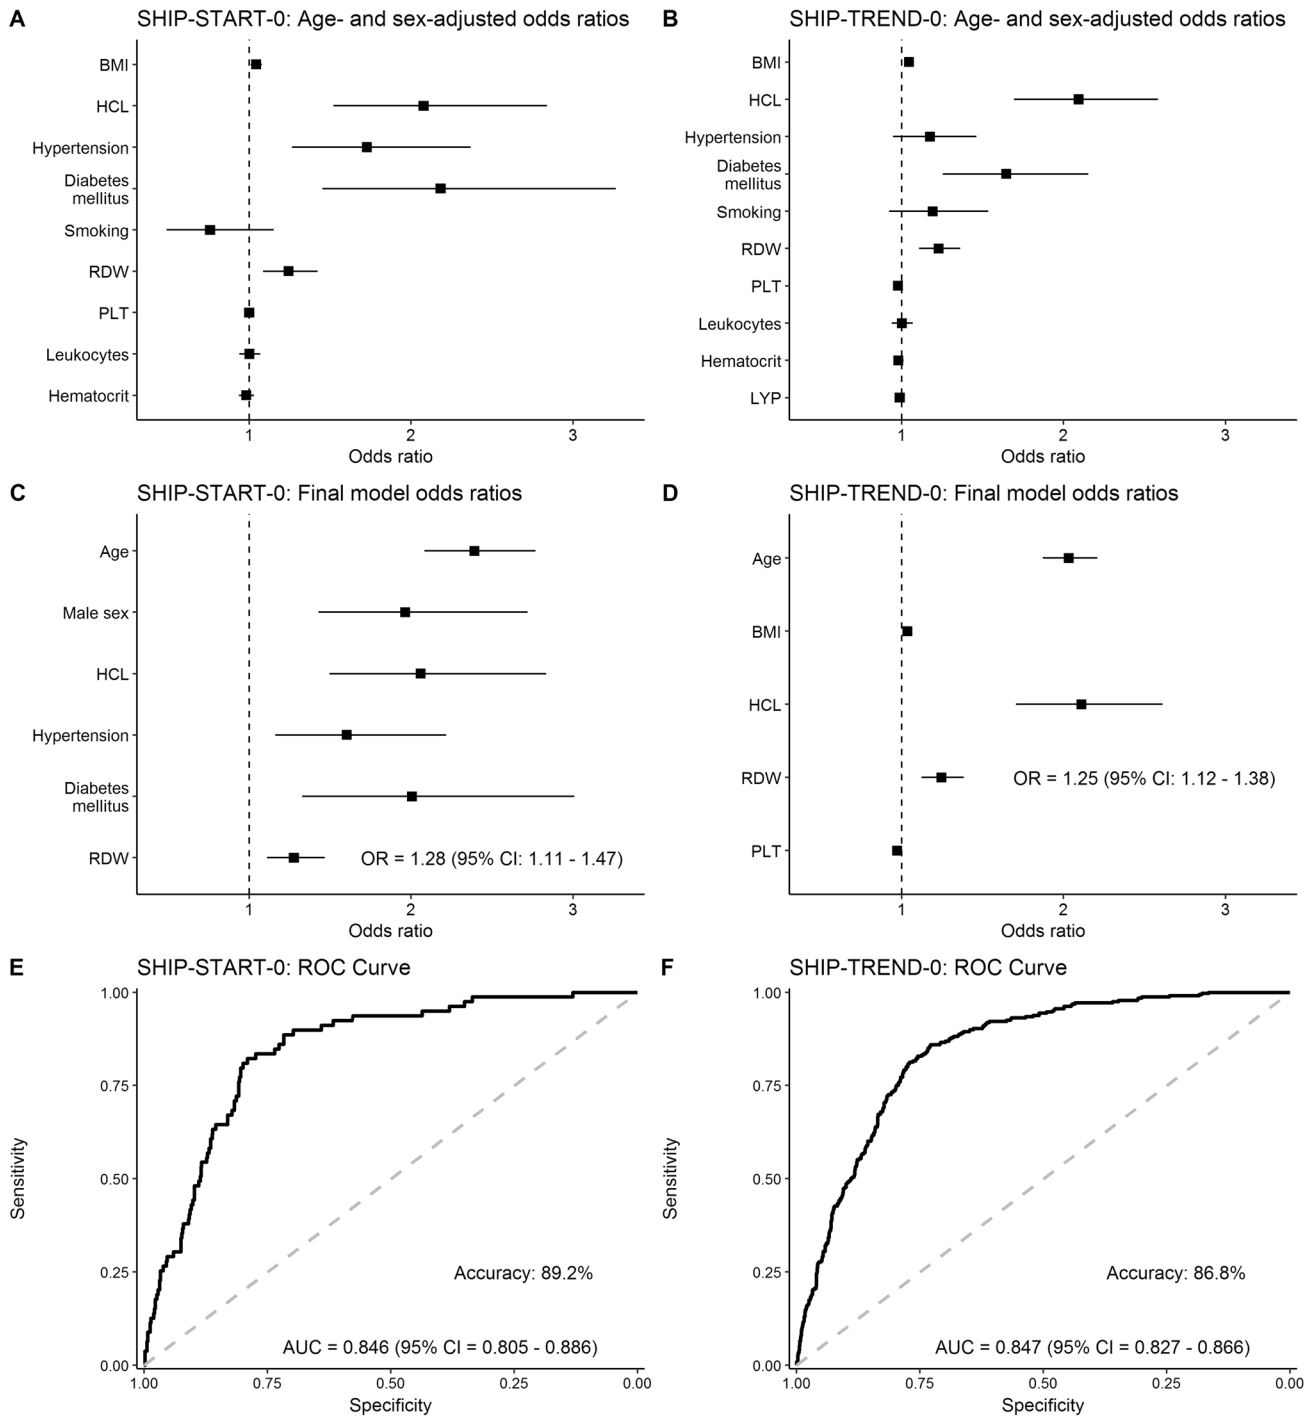 A
SHIP-START-0: Age- and sex-adjusted odds ratios
BMI
HCL
Hypertension
Diabetes
mellitus
Smoking
RDW
PLT
Leukocytes
Hematocrit
1 2 3
Odds ratio
B
SHIP-TREND-0: Age- and sex-adjusted odds ratios
BMI
HCL
Hypertension
Diabetes
mellitus
Smoking
RDW
PLT
Leukocytes
Hematocrit
LYP
1 2 3
Odds ratio
C
SHIP-START-0: Final model odds ratios
Age
Male sex
HCL
Hypertension
Diabetes
mellitus
RDW
OR = 1.28 (95% CI: 1.11 - 1.47)
1 2 3
Odds ratio
D
SHIP-TREND-0: Final model odds ratios
Age
BMI
HCL
RDW
OR = 1.25 (95% CI: 1.12 - 1.38)
PLT
1 2 3
Odds ratio
E
SHIP-START-0: ROC Curve
Sensitivity
1.00
0.75
0.50
0.25
0.00
Accuracy: 89.2%
AUC = 0.846 (95% CI = 0.805 - 0.886)
1.00 0.75 0.50 0.25 0.00
Specificity
F
SHIP-TREND-0: ROC Curve
Sensitivity
1.00
0.75
0.50
0.25
0.00
Accuracy: 86.8%
AUC = 0.847 (95% CI = 0.827 - 0.866)
1.00 0.75 0.50 0.25 0.00
Specificity